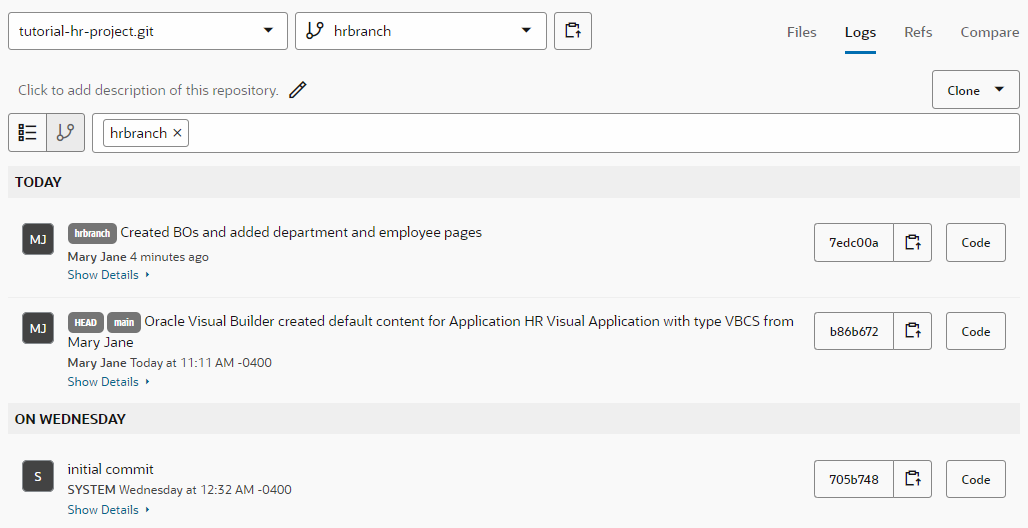 tutorial-hr-project.git
hrbranch
Files
Logs
Refs
Compare
Click to add description of this repository.
Clone
hrbranch ×
TODAY
MJ
hrbranch Created BOs and added department and employee pages
Mary Jane 4 minutes ago
Show Details
7edc00a
Code
MJ
HEAD main Oracle Visual Builder created default content for Application HR Visual Application with type VBCS from
Mary Jane
Mary Jane Today at 11:11 AM -0400
Show Details
b86b672
Code
ON WEDNESDAY
S
initial commit
SYSTEM Wednesday at 12:32 AM -0400
Show Details
705b748
Code